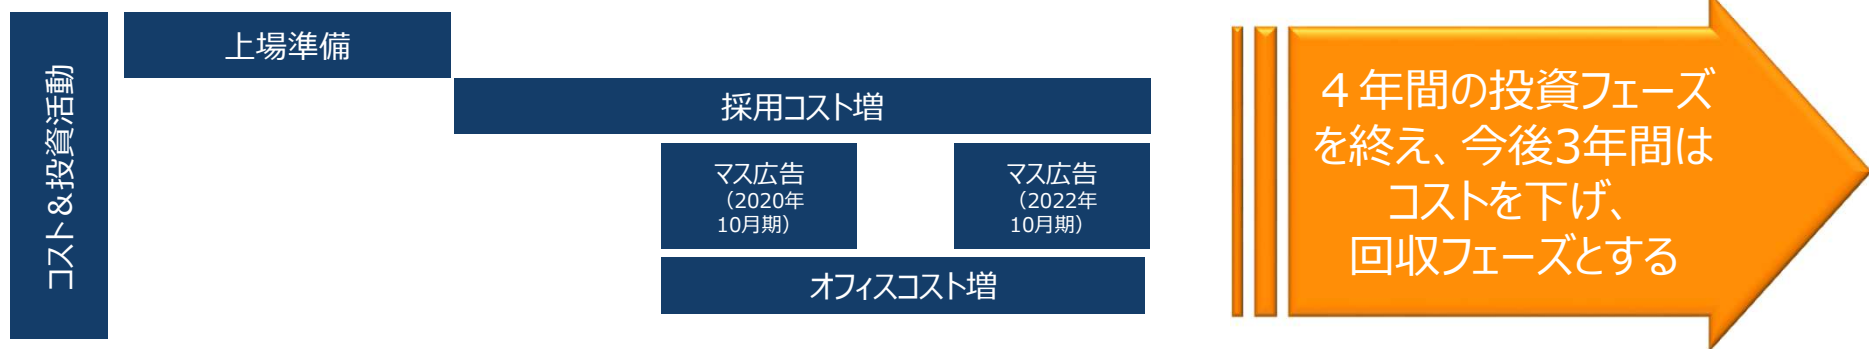 コスト&投資活動
上場準備
採用コスト増
マス広告
（2020年
10月期）
マス広告
（2022年
10月期）
オフィスコスト増
４年間の投資フェーズ
を終え、今後3年間は
コストを下げ、
回収フェーズとする